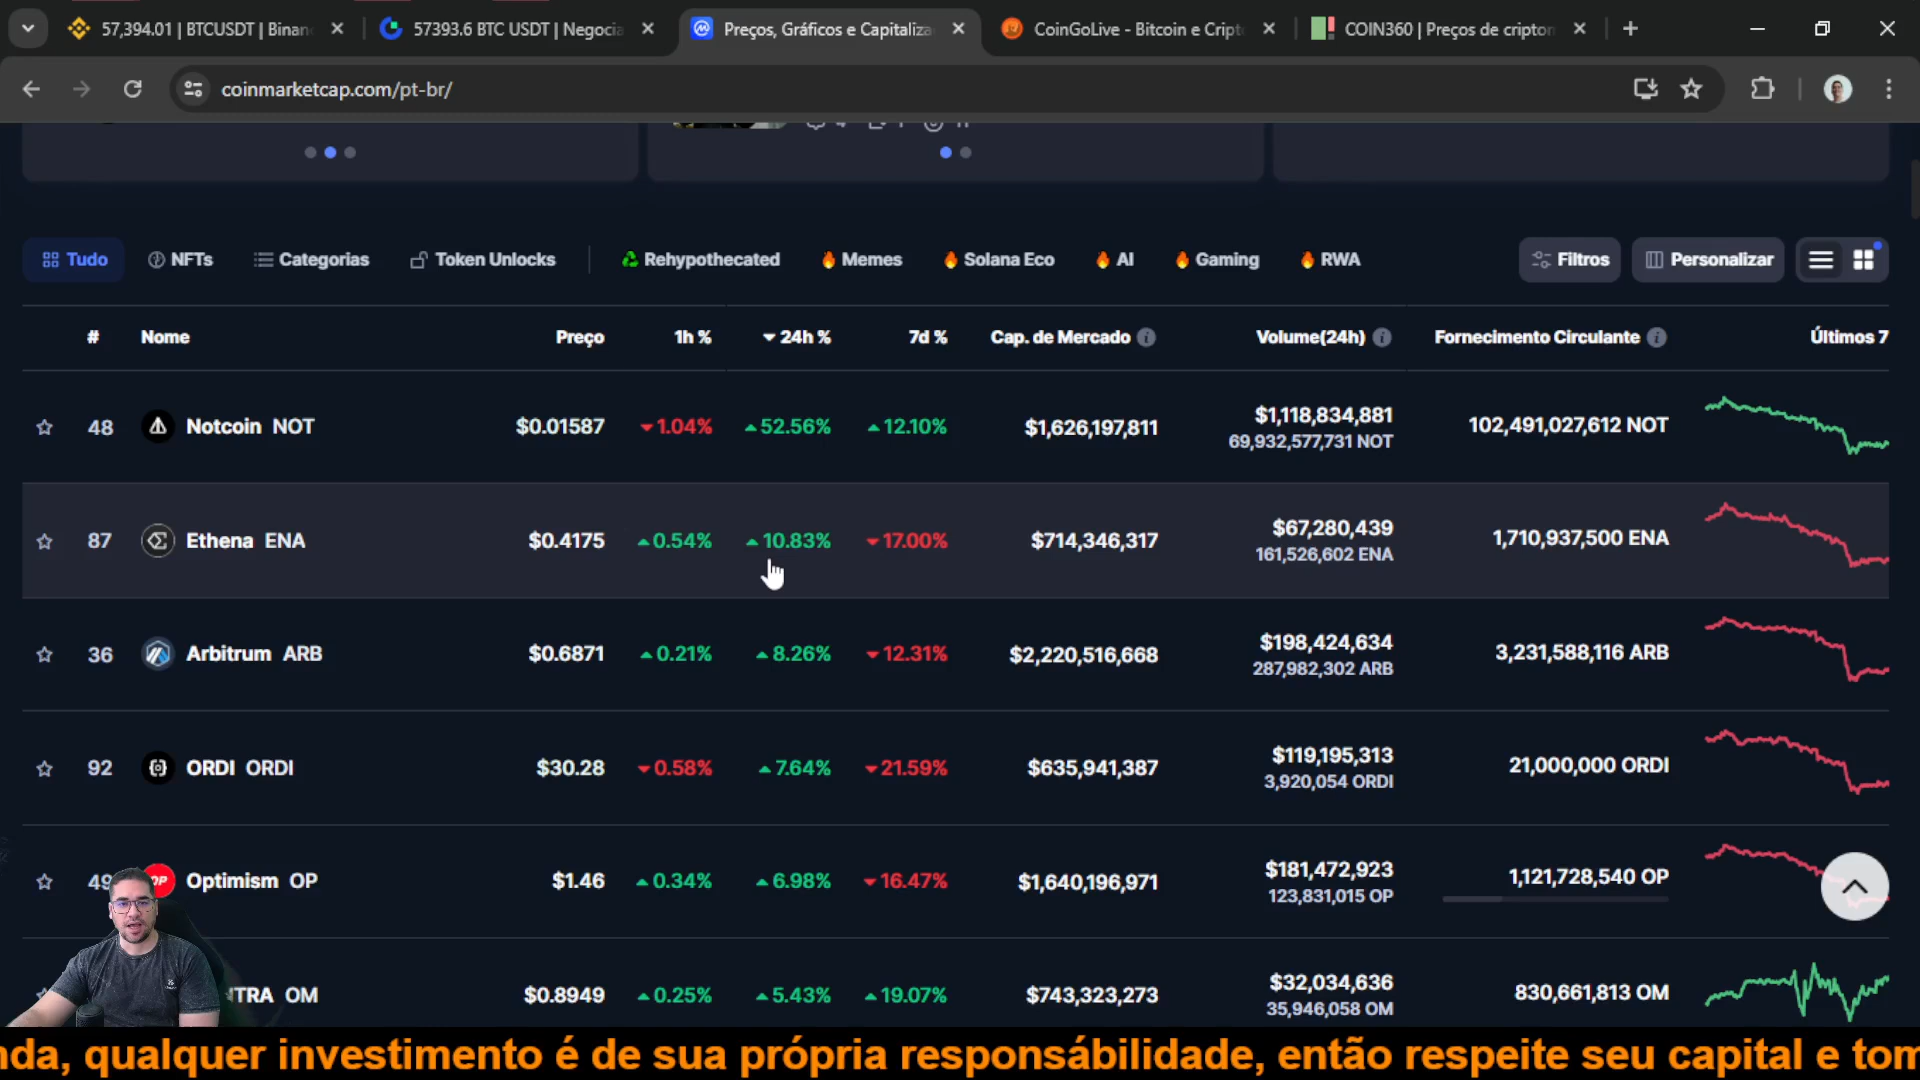 57,394.01 | BTCUSDT | Binan
57393.6 BTC USDT | Negocia
Preços, Gráficos e Capitaliza
CoinGoLive - Bitcoin e Cript
COIN360 | Preços de cripton
coinmarketcap.com/pt-br/
Tudo NFTs Categorias Token Unlocks Rehypothecated Memes Solana Eco AI Gaming RWA Filtros Personalizar
# Nome Preço 1h % 24h % 7d % Cap. de Mercado Volume(24h) Fornecimento Circulante Últimos 7
48 Notcoin NOT $0.01587 1.04% 52.56% 12.10% $1,626,197,811 $1,118,834,881 102,491,027,612 NOT
69,932,577,731 NOT
87 Ethena ENA $0.4175 0.54% 10.83% 17.00% $714,346,317 $67,280,439 1,710,937,500 ENA
161,526,602 ENA
36 Arbitrum ARB $0.6871 0.21% 8.26% 12.31% $2,220,516,668 $198,424,634 3,231,588,116 ARB
287,982,302 ARB
92 ORDI ORDI $30.28 0.58% 7.64% 21.59% $635,941,387 $119,195,313 21,000,000 ORDI
3,920,054 ORDI
49 OP Optimism OP $1.46 0.34% 6.98% 16.47% $1,640,196,971 $181,472,923 1,121,728,540 OP
123,831,015 OP
TRA OM $0.8949 0.25% 5.43% 19.07% $743,323,273 $32,034,636 830,661,813 OM
35,946,058 OM
nda, qualquer investimento é de sua própria responsábilidade, então respeite seu capital e tom